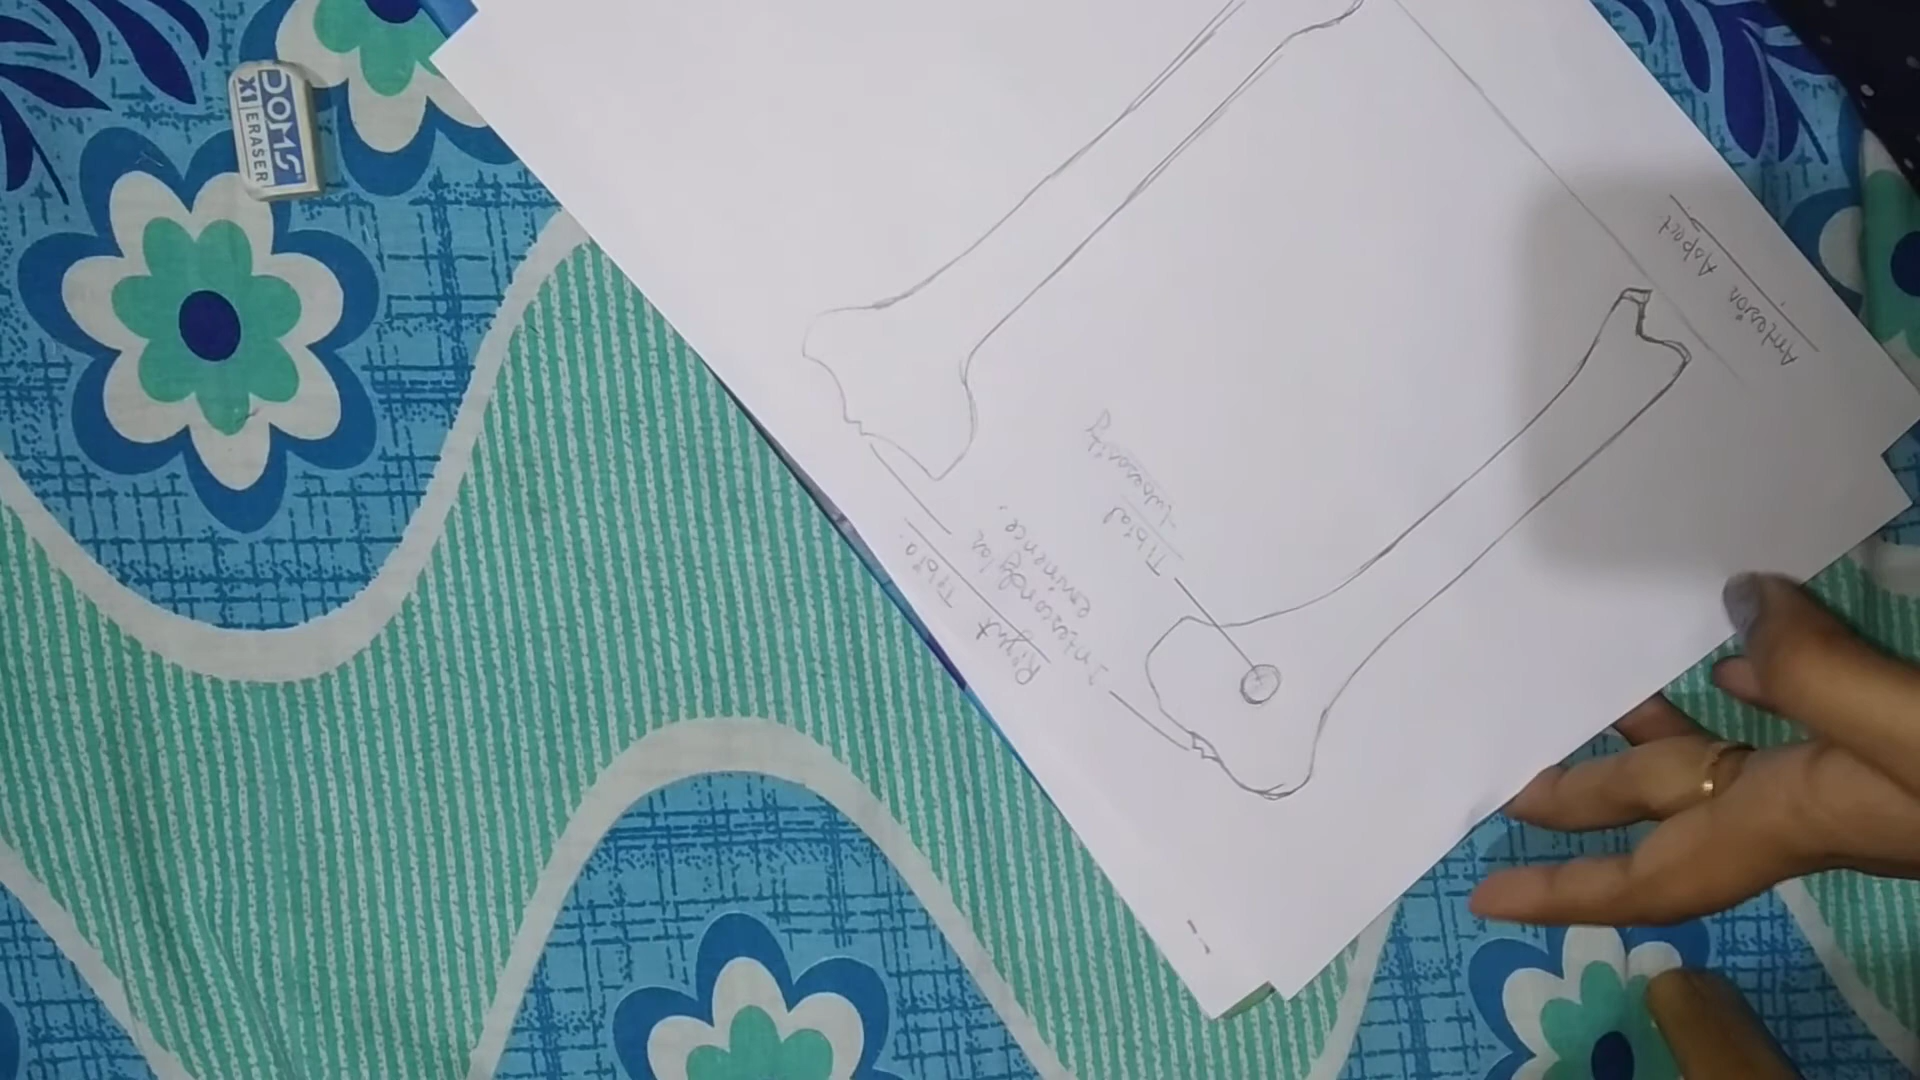 DOMS
X1 ERASER
Right Tibia.
Intercondylar
eminence.
Tibial
tuberosity
Anterior Aspect